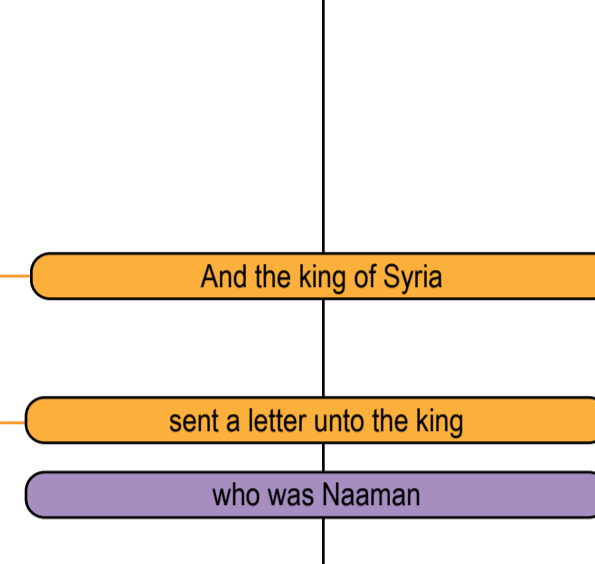 And the king of Syria
sent a letter unto the king
who was Naaman